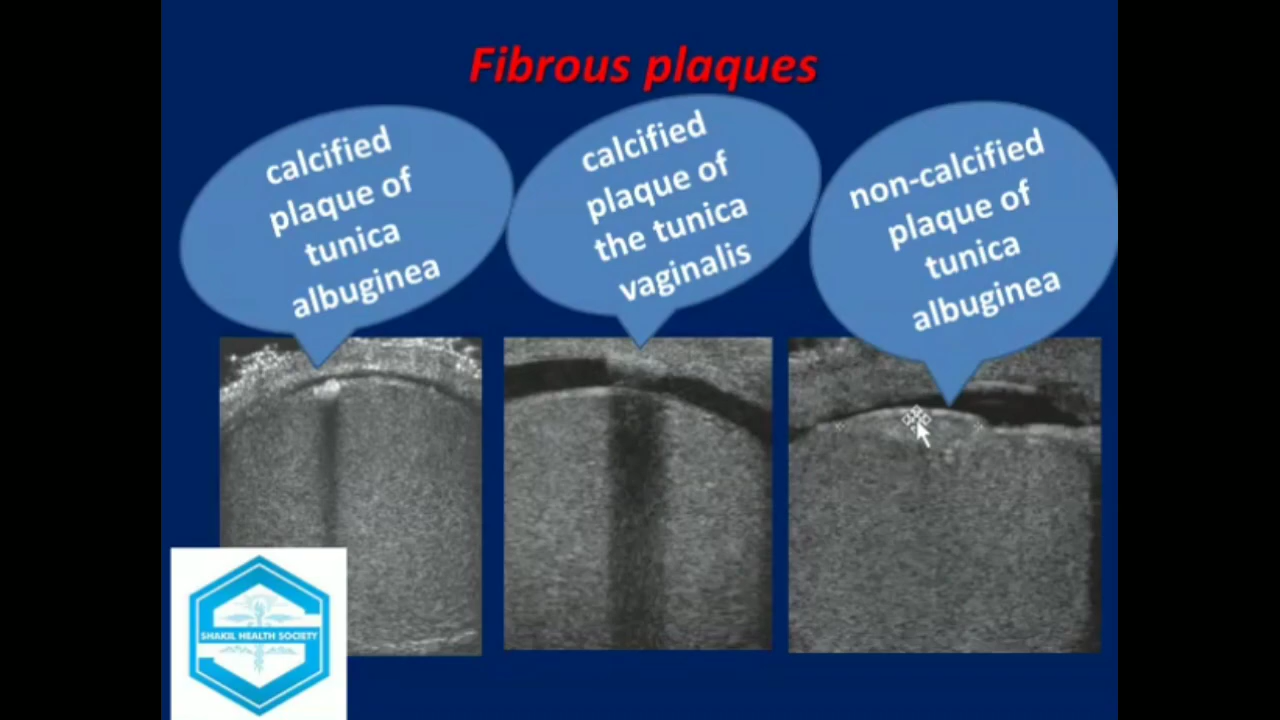 Fibrous plaques
calcified
plaque of
tunica
albuginea
calcified
plaque of
the tunica
vaginalis
non-calcified
plaque of
tunica
albuginea
SHAKIL HEALTH SOCIETY